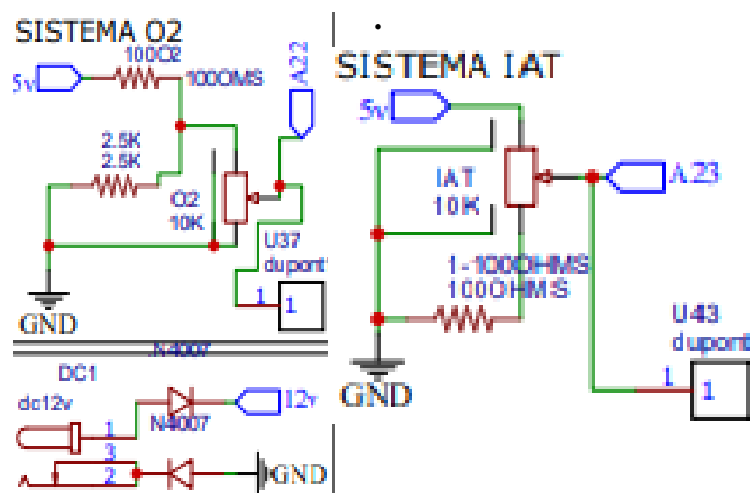 SISTEMA O2
100O2
5v
100OMS
A22
2.5K
2.5K
O2
10K
U37
dupont
1
1
GND
SISTEMA IAT
5v
IAT
10K
A23
1-100OHMS
100OHMS
U43
dupont
1
1
GND
.N4007
DC1
dc12v
N4007
12v
1
3
2
GND